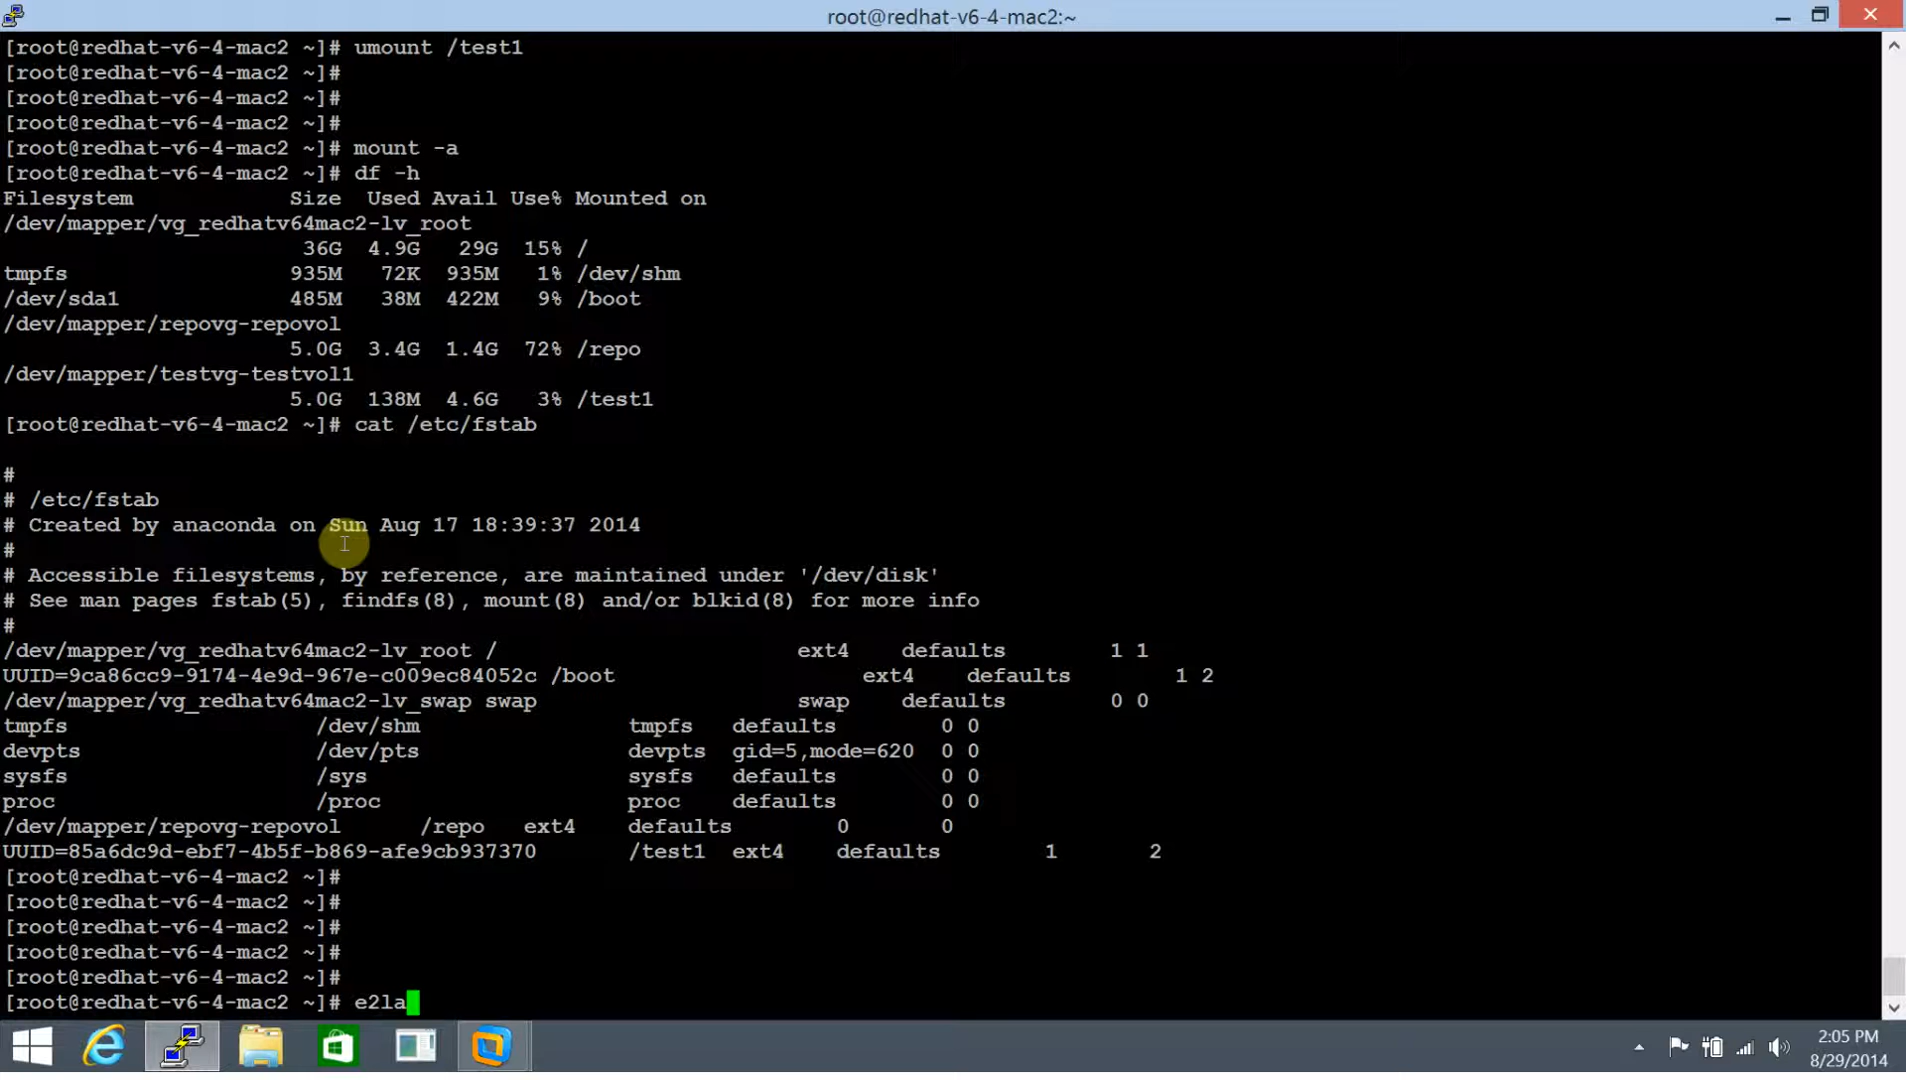 root@redhat-v6-4-mac2:~
[root@redhat-v6-4-mac2 ~]# umount /test1
[root@redhat-v6-4-mac2 ~]#
[root@redhat-v6-4-mac2 ~]#
[root@redhat-v6-4-mac2 ~]#
[root@redhat-v6-4-mac2 ~]# mount -a
[root@redhat-v6-4-mac2 ~]# df -h
Filesystem            Size  Used Avail Use% Mounted on
/dev/mapper/vg_redhatv64mac2-lv_root
                       36G  4.9G   29G  15% /
tmpfs                 935M   72K  935M   1% /dev/shm
/dev/sda1             485M   38M  422M   9% /boot
/dev/mapper/repovg-repovol
                      5.0G  3.4G  1.4G  72% /repo
/dev/mapper/testvg-testvol1
                      5.0G  138M  4.6G   3% /test1
[root@redhat-v6-4-mac2 ~]# cat /etc/fstab
#
# /etc/fstab
# Created by anaconda on Sun Aug 17 18:39:37 2014
#
# Accessible filesystems, by reference, are maintained under '/dev/disk'
# See man pages fstab(5), findfs(8), mount(8) and/or blkid(8) for more info
#
/dev/mapper/vg_redhatv64mac2-lv_root /                       ext4    defaults        1 1
UUID=9ca86cc9-9174-4e9d-967e-c009ec84052c /boot                   ext4    defaults        1 2
/dev/mapper/vg_redhatv64mac2-lv_swap swap                    swap    defaults        0 0
tmpfs                   /dev/shm                tmpfs   defaults        0 0
devpts                  /dev/pts                devpts  gid=5,mode=620  0 0
sysfs                   /sys                    sysfs   defaults        0 0
proc                    /proc                   proc    defaults        0 0
/dev/mapper/repovg-repovol      /repo   ext4    defaults        0       0
UUID=85a6dc9d-ebf7-4b5f-b869-afe9cb937370       /test1  ext4    defaults        1       2
[root@redhat-v6-4-mac2 ~]#
[root@redhat-v6-4-mac2 ~]#
[root@redhat-v6-4-mac2 ~]#
[root@redhat-v6-4-mac2 ~]#
[root@redhat-v6-4-mac2 ~]#
[root@redhat-v6-4-mac2 ~]# e2la
2:05 PM
8/29/2014